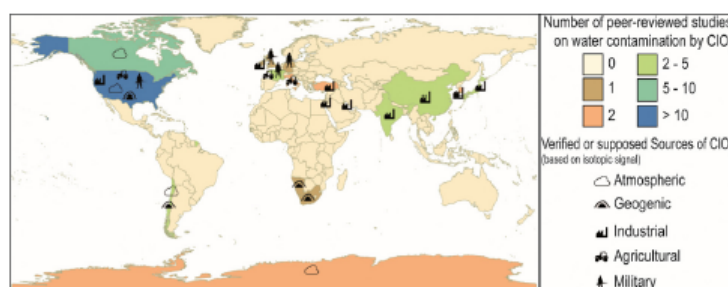 Number of peer-reviewed studies
on water contamination by ClO
0
2 - 5
1
5 - 10
2
> 10
Verified or supposed Sources of ClO
(based on isotopic signal)
Atmospheric
Geogenic
Industrial
Agricultural
Military